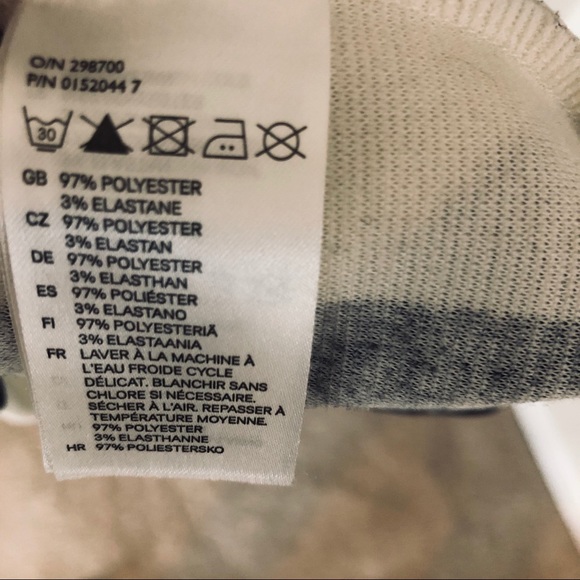 O/N 298700
P/N 0152044 7
30
GB 97% POLYESTER
3% ELASTANE
CZ 97% POLYESTER
3% ELASTAN
DE 97% POLYESTER
3% ELASTHAN
ES 97% POLIÉSTER
3% ELASTANO
FI 97% POLYESTERIÄ
3% ELASTAANIA
FR LAVER À LA MACHINE À
L'EAU FROIDE CYCLE
DÉLICAT. BLANCHIR SANS
CHLORE SI NÉCESSAIRE.
SÉCHER À L'AIR. REPASSER À
TEMPÉRATURE MOYENNE.
97% POLYESTER
3% ELASTHANNE
HR 97% POLIESTERSKO